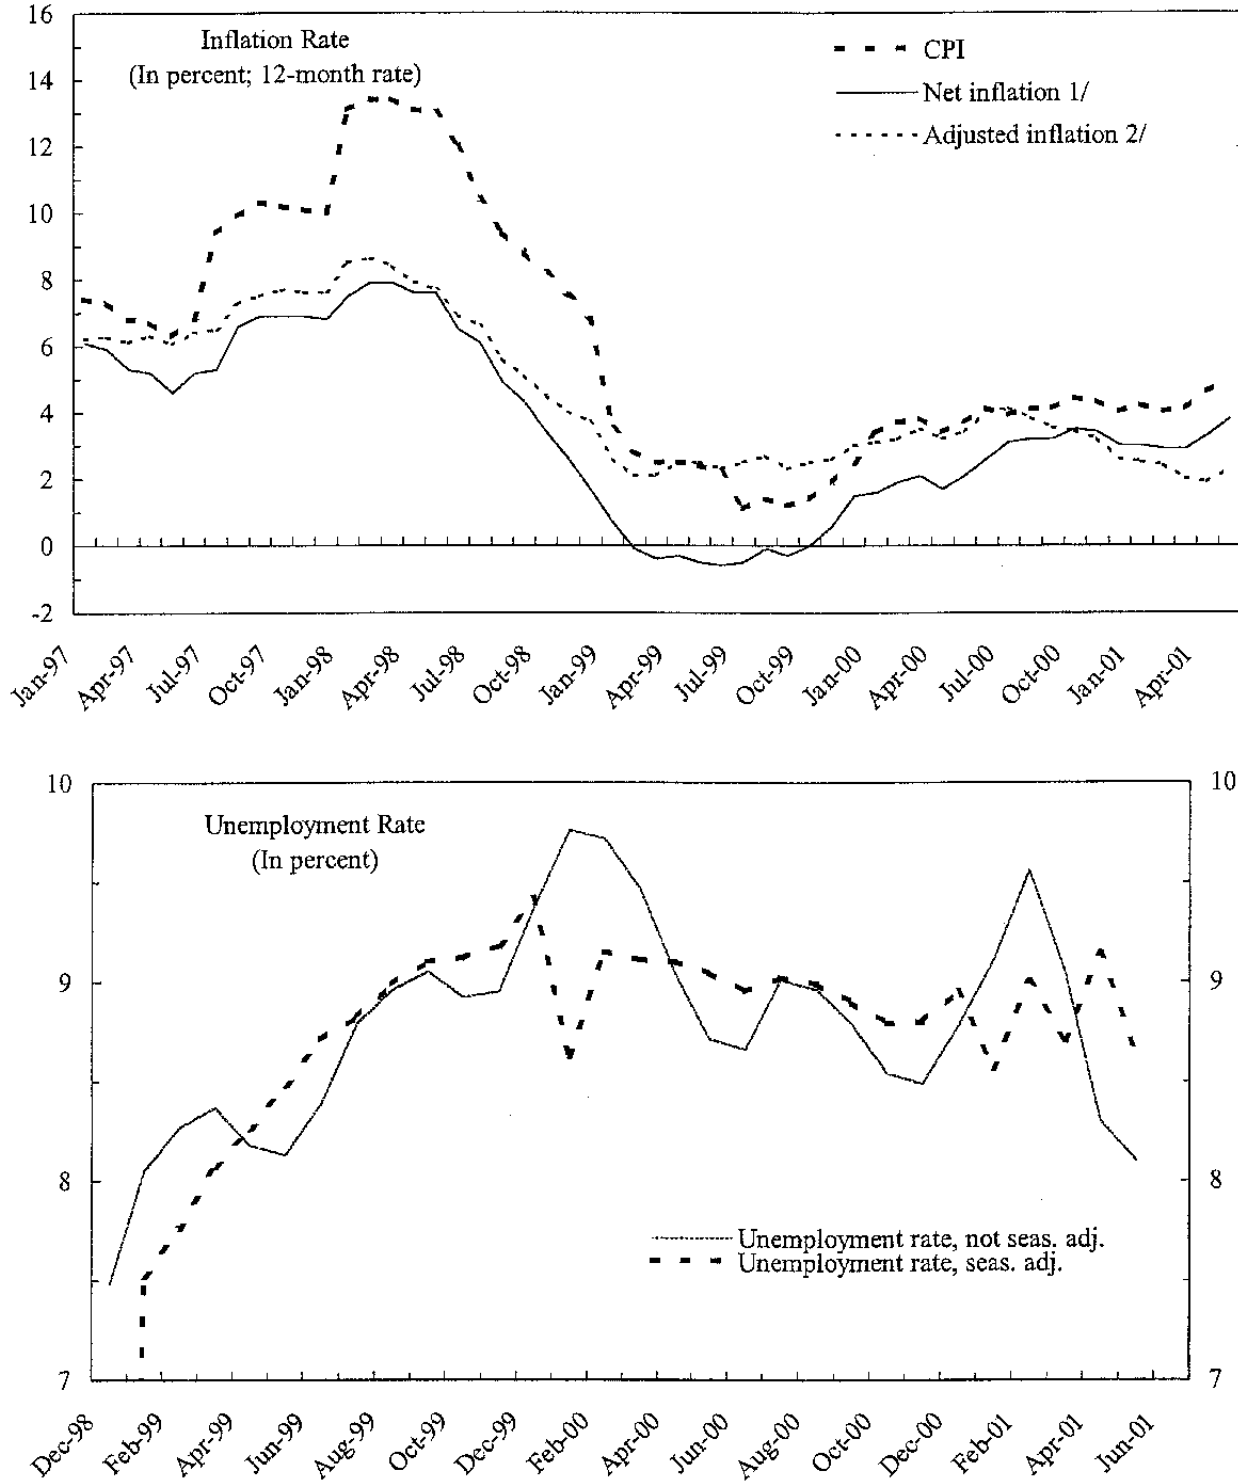 16
14
12
10
8
6
4
2
0
-2
Inflation Rate
(In percent; 12-month rate)
CPI
Net inflation 1/
Adjusted inflation 2/
Jan-97
Apr-97
Jul-97
Oct-97
Jan-98
Apr-98
Jul-98
Oct-98
Jan-99
Apr-99
Jul-99
Oct-99
Jan-00
Apr-00
Jul-00
Oct-00
Jan-01
Apr-01
10
9
8
7
Unemployment Rate
(In percent)
10
9
8
7
Unemployment rate, not seas. adj.
Unemployment rate, seas. adj.
Dec-98
Feb-99
Apr-99
Jun-99
Aug-99
Oct-99
Dec-99
Feb-00
Apr-00
Jun-00
Aug-00
Oct-00
Dec-00
Feb-01
Apr-01
Jun-01